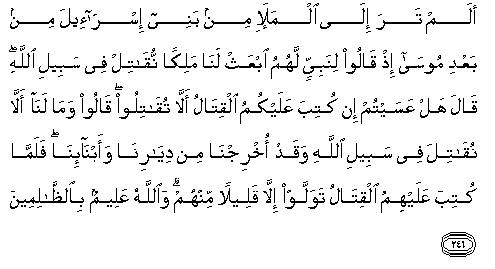 أَلَمْ تَرَ إِلَى ٱلْمَلَإِ مِنۢ بَنِىٓ إِسْرَٰٓءِيلَ مِنۢ
بَعْدِ مُوسَىٰٓ إِذْ قَالُوا۟ لِنَبِىٍّ لَّهُمُ ٱبْعَثْ لَنَا مَلِكًا نُّقَـٰتِلْ فِى سَبِيلِ ٱللَّهِ ۖ
قَالَ هَلْ عَسَيْتُمْ إِن كُتِبَ عَلَيْكُمُ ٱلْقِتَالُ أَلَّا تُقَـٰتِلُوا۟ ۖ قَالُوا۟ وَمَا لَنَآ أَلَّا
نُقَـٰتِلَ فِى سَبِيلِ ٱللَّهِ وَقَدْ أُخْرِجْنَا مِن دِيَـٰرِنَا وَأَبْنَآئِنَا ۖ فَلَمَّا
كُتِبَ عَلَيْهِمُ ٱلْقِتَالُ تَوَلَّوْا۟ إِلَّا قَلِيلًا مِّنْهُمْ ۗ وَٱللَّهُ عَلِيمٌۢ بِٱلظَّـٰلِمِينَ
٢٤١